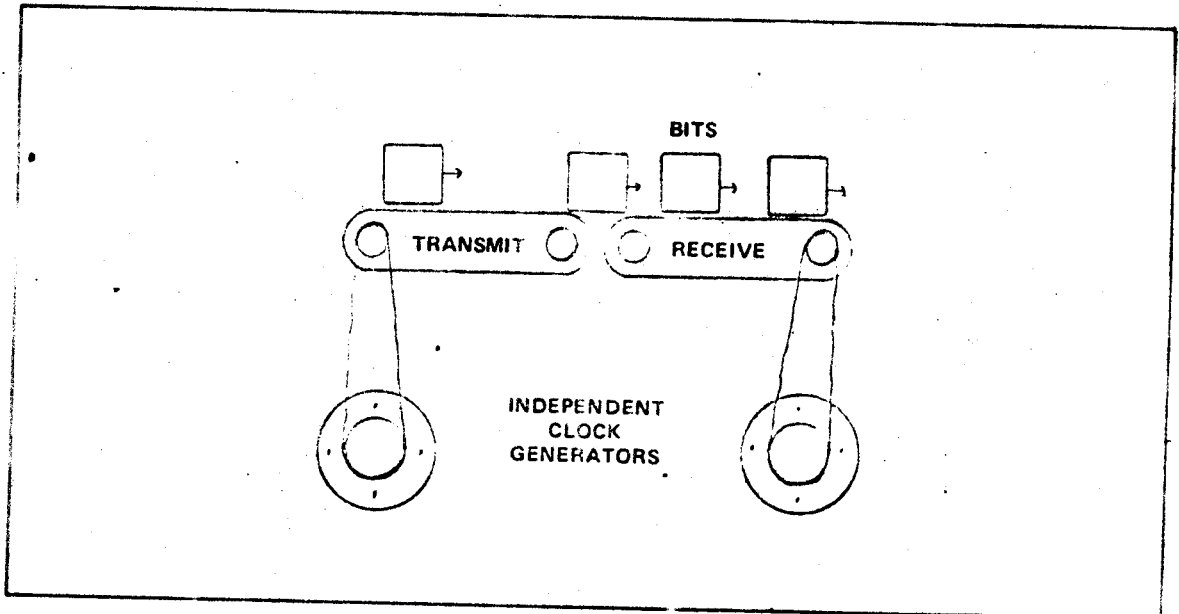 BITS
TRANSMIT
RECEIVE
INDEPENDENT
CLOCK
GENERATORS